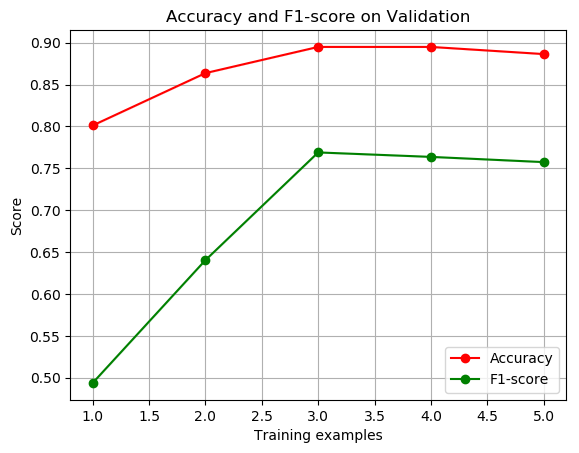 Accuracy and F1-score on Validation
0.90
0.85
0.80
0.75
0.70
0.65
0.60
0.55
0.50
Score
Accuracy
F1-score
1.0 1.5 2.0 2.5 3.0 3.5 4.0 4.5 5.0
Training examples